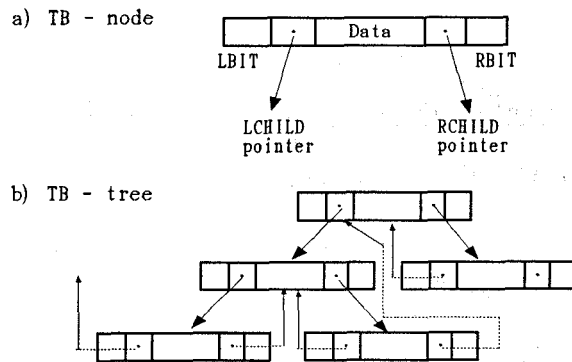 a) TB - node
Data
LBIT
RBIT
LCHILD
pointer
RCHILD
pointer
b) TB - tree